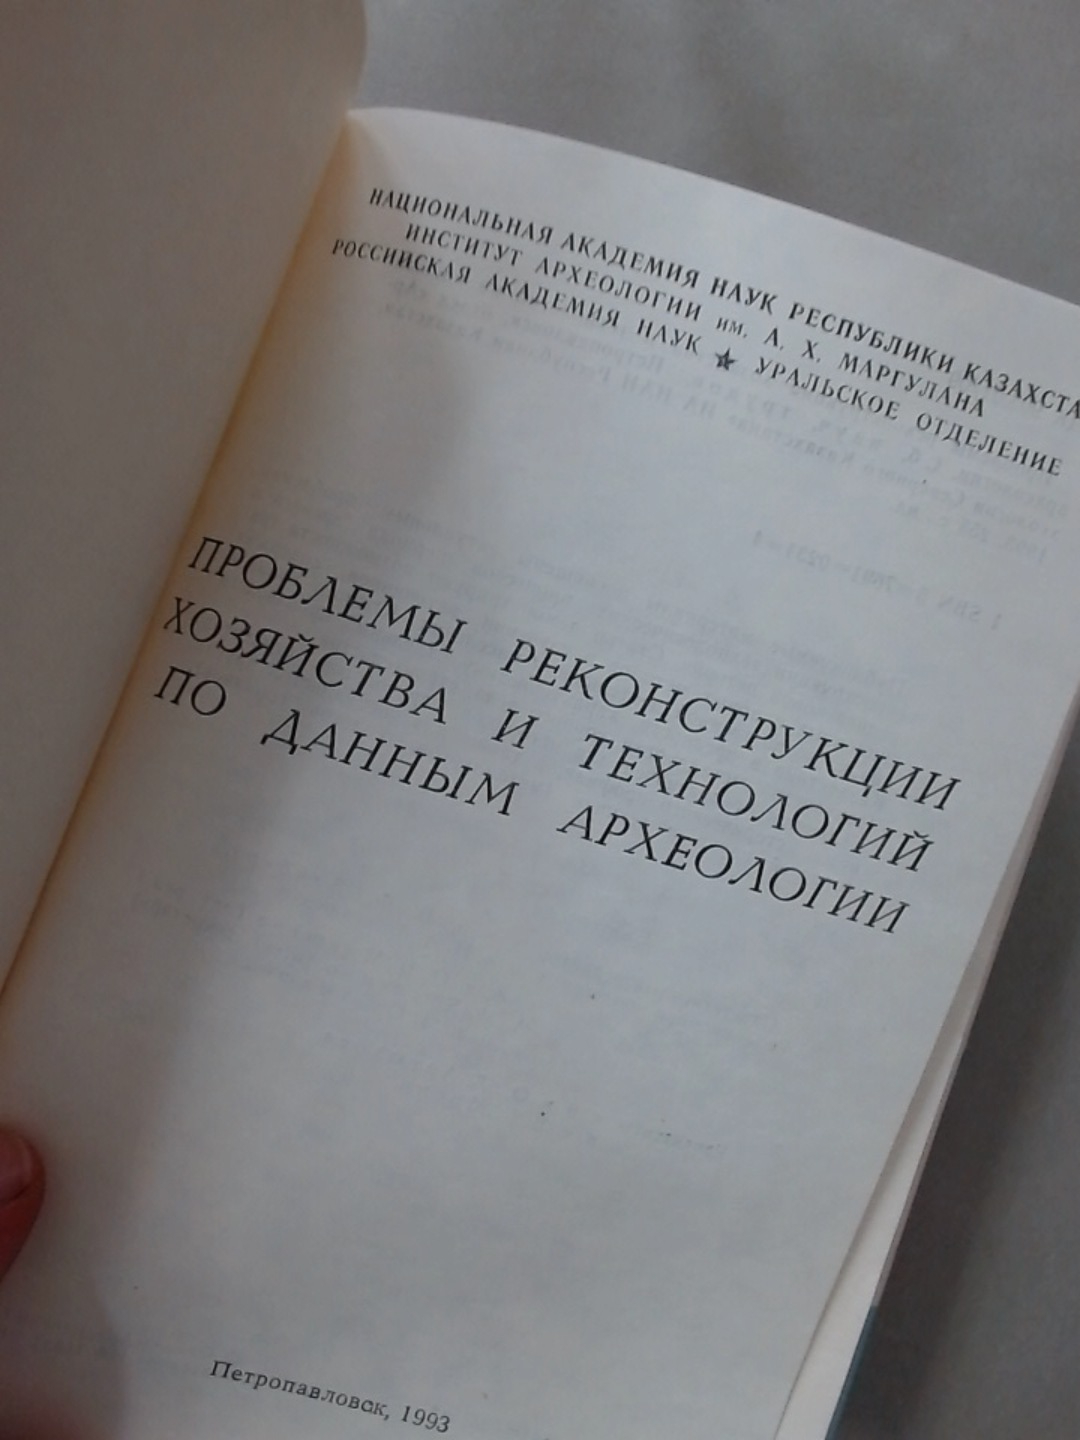 НАЦИОНАЛЬНАЯ АКАДЕМИЯ НАУК РЕСПУБЛИКИ КАЗАХСТА
ИНСТИТУТ АРХЕОЛОГИИ им. А. Х. МАРГУЛАНА
РОССИЙСКАЯ АКАДЕМИЯ НАУК ★ УРАЛЬСКОЕ ОТДЕЛЕНИЕ
ПРОБЛЕМЫ РЕКОНСТРУКЦИИ
ХОЗЯЙСТВА И ТЕХНОЛОГИЙ
ПО ДАННЫМ АРХЕОЛОГИИ
Петропавловск, 1993